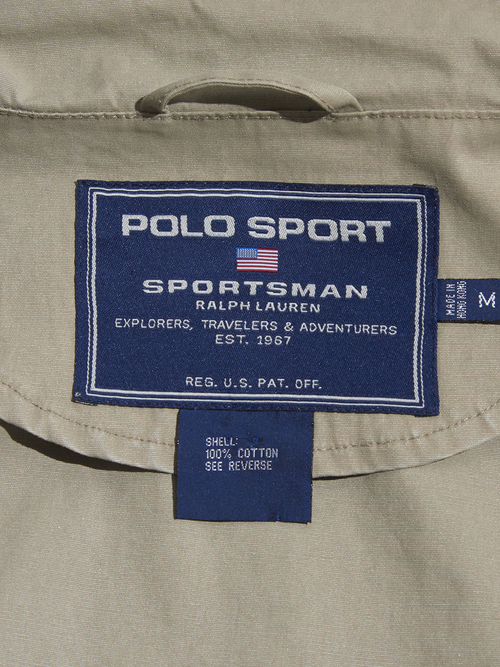 POLO SPORT
SPORTSMAN
RALPH LAUREN
EXPLORERS, TRAVELERS & ADVENTURERS
EST. 1967
REG. U.S. PAT. OFF.
MADE IN
HONG KONG
M
SHELL:
100% COTTON
SEE REVERSE